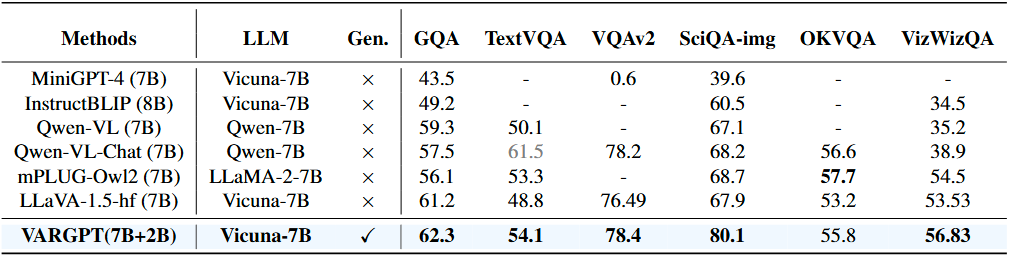 Methods LLM Gen. GQA TextVQA VQAv2 SciQA-img OKVQA VizWizQA
MiniGPT-4 (7B) Vicuna-7B × 43.5 - 0.6 39.6 - -
InstructBLIP (8B) Vicuna-7B × 49.2 - - 60.5 - 34.5
Qwen-VL (7B) Qwen-7B × 59.3 50.1 - 67.1 - 35.2
Qwen-VL-Chat (7B) Qwen-7B × 57.5 61.5 78.2 68.2 56.6 38.9
mPLUG-Owl2 (7B) LLaMA-2-7B × 56.1 53.3 - 68.7 57.7 54.5
LLaVA-1.5-hf (7B) Vicuna-7B × 61.2 48.8 76.49 67.9 53.2 53.53
VARGPT(7B+2B) Vicuna-7B ✓ 62.3 54.1 78.4 80.1 55.8 56.83